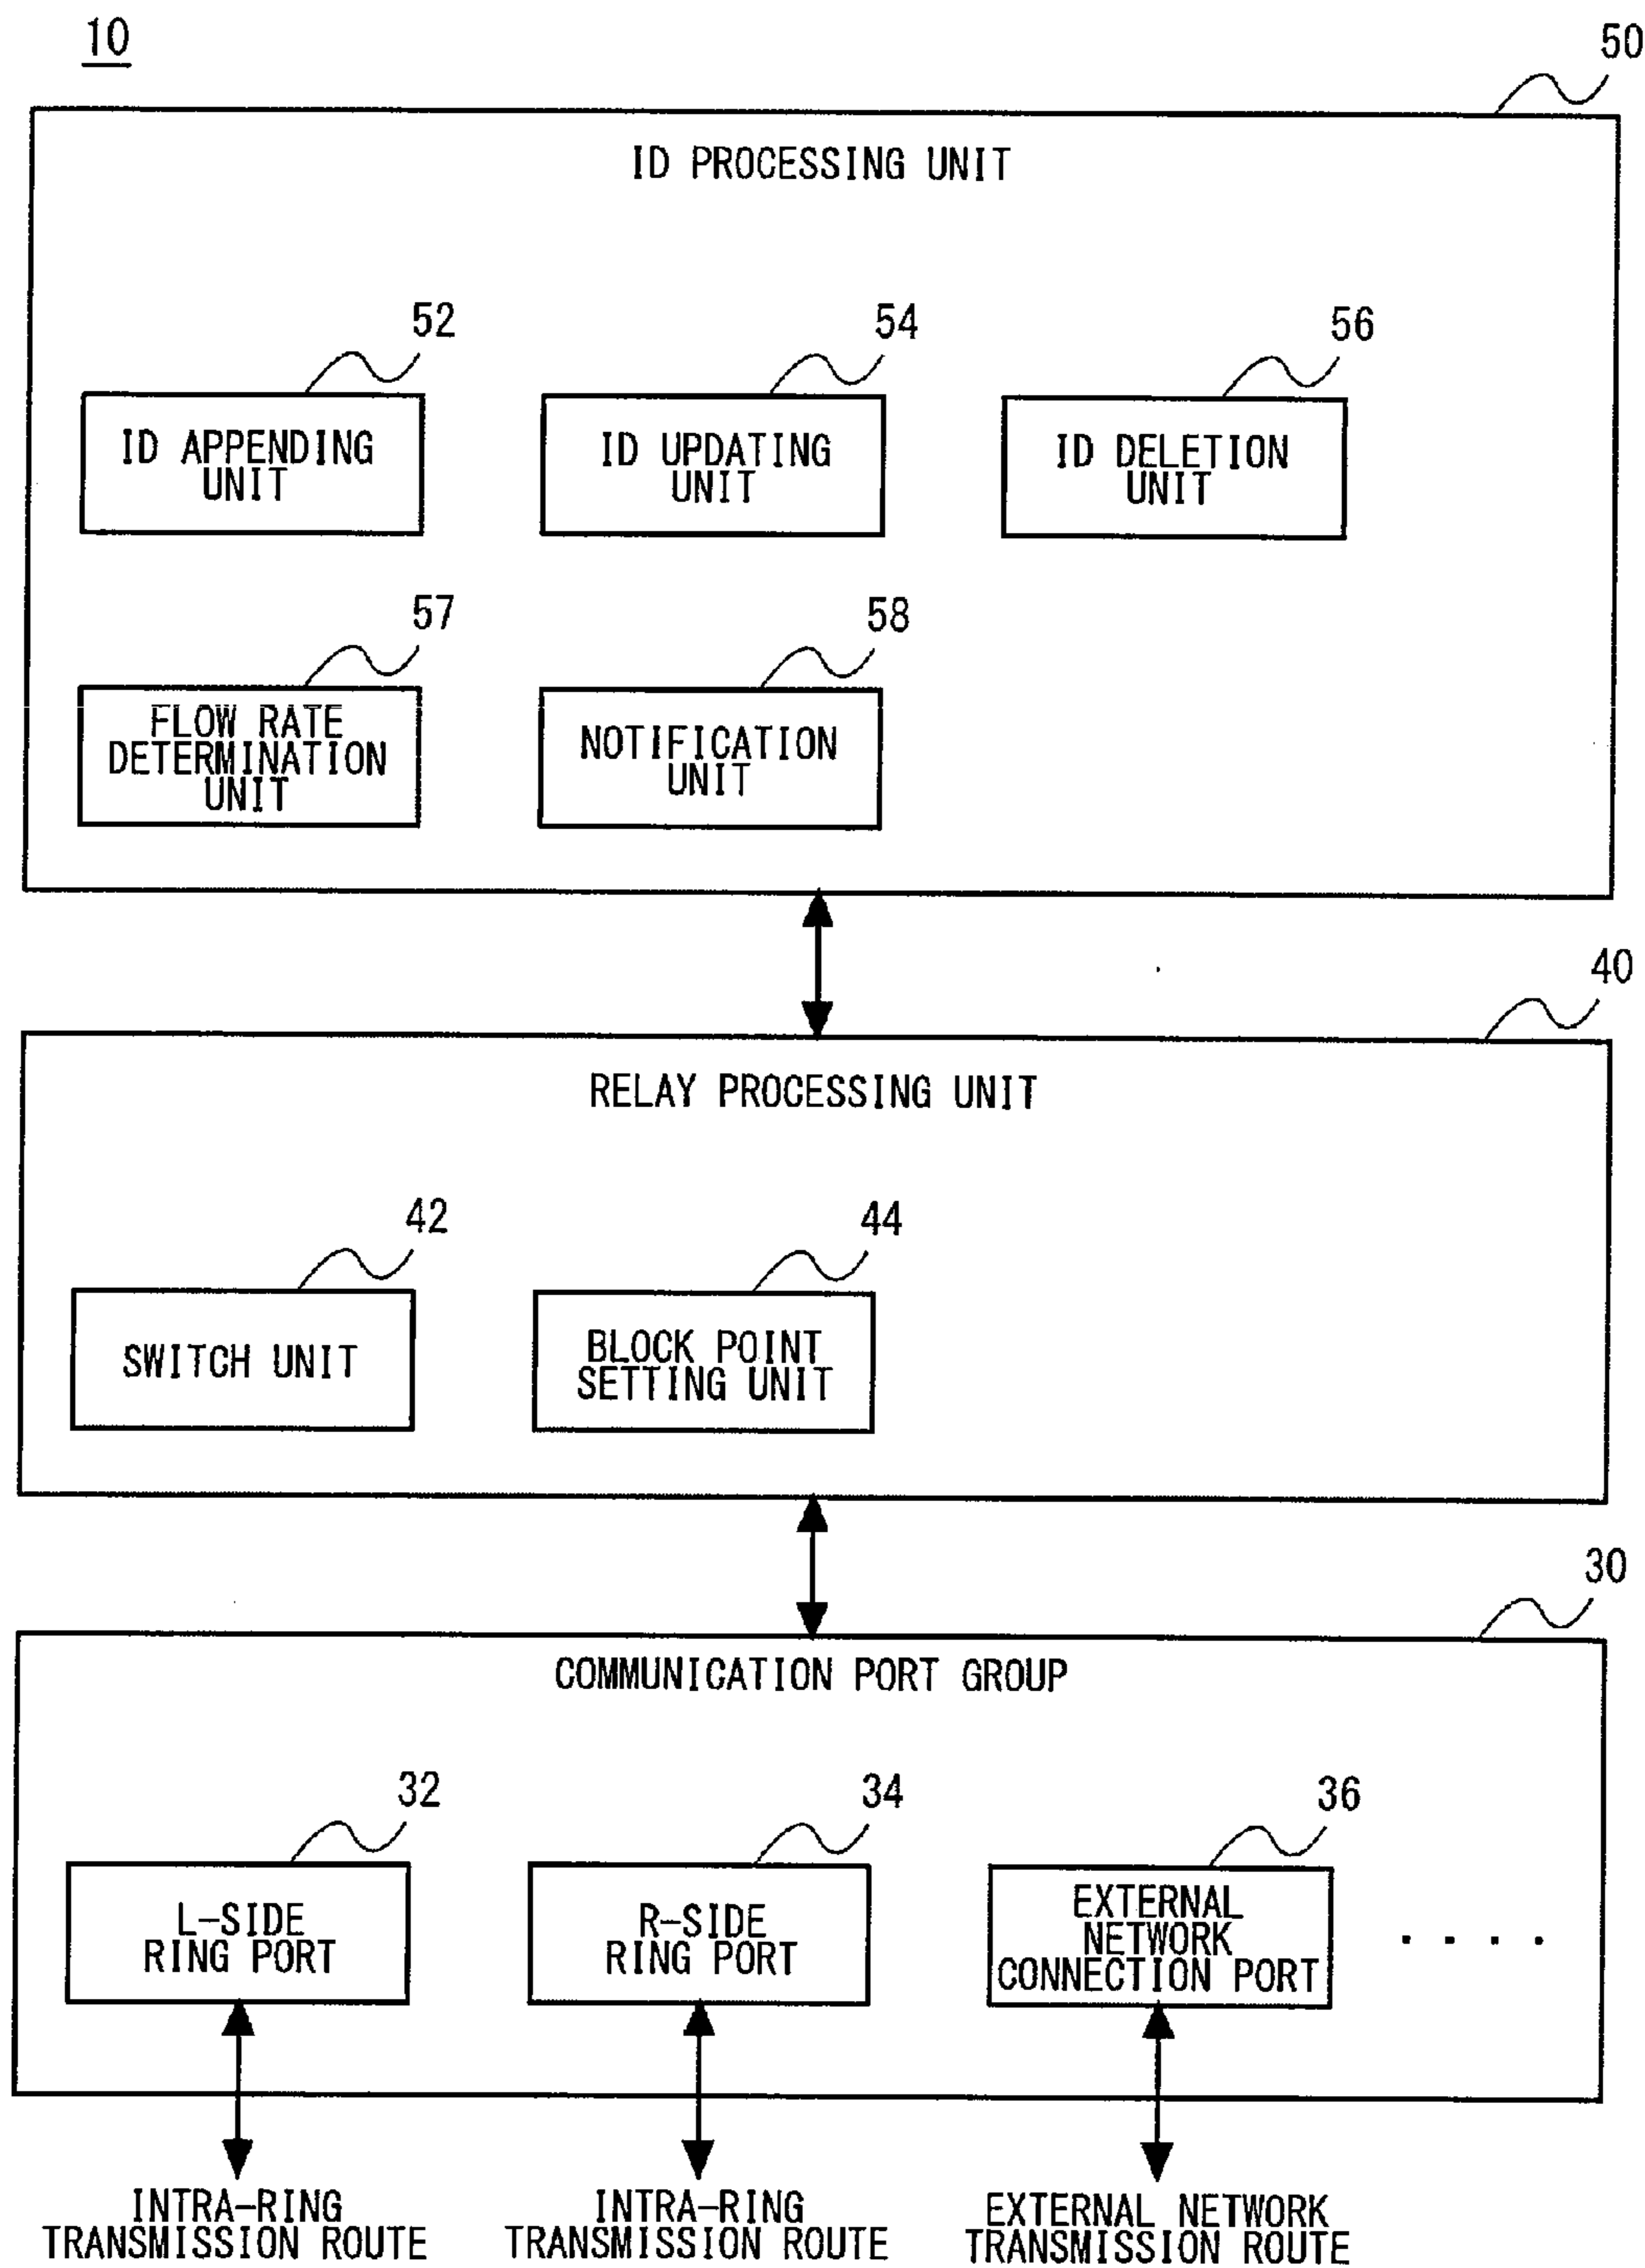 10
50
ID PROCESSING UNIT
52
54
56
ID APPENDING
UNIT
ID UPDATING
UNIT
ID DELETION
UNIT
57
58
FLOW RATE
DETERMINATION
UNIT
NOTIFICATION
UNIT
40
RELAY PROCESSING UNIT
42
44
SWITCH UNIT
BLOCK POINT
SETTING UNIT
30
COMMUNICATION PORT GROUP
32
34
36
L-SIDE
RING PORT
R-SIDE
RING PORT
EXTERNAL
NETWORK
CONNECTION PORT
. . . .
INTRA-RING
TRANSMISSION ROUTE
INTRA-RING
TRANSMISSION ROUTE
EXTERNAL NETWORK
TRANSMISSION ROUTE